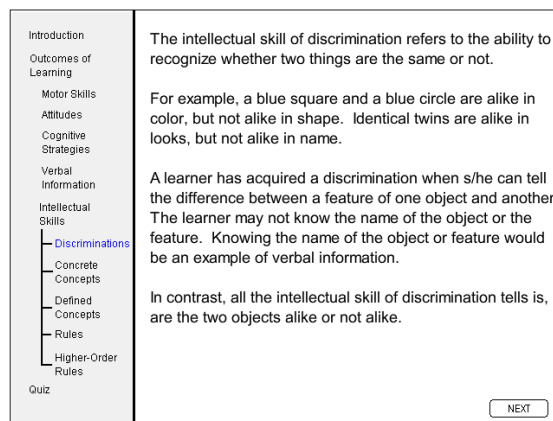 Introduction
Outcomes of
Learning
Motor Skills
Attitudes
Cognitive
Strategies
Verbal
Information
Intellectual
Skills
Discriminations
Concrete
Concepts
Defined
Concepts
Rules
Higher-Order
Rules
Quiz
The intellectual skill of discrimination refers to the ability to
recognize whether two things are the same or not.
For example, a blue square and a blue circle are alike in
color, but not alike in shape.  Identical twins are alike in
looks, but not alike in name.
A learner has acquired a discrimination when s/he can tell
the difference between a feature of one object and another
The learner may not know the name of the object or the
feature.  Knowing the name of the object or feature would
be an example of verbal information.
In contrast, all the intellectual skill of discrimination tells is,
are the two objects alike or not alike.
NEXT